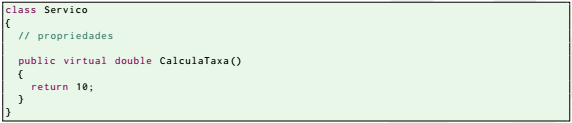 class Servico
{
// propriedades
public virtual double CalculaTaxa()
{
return 10;
}
}